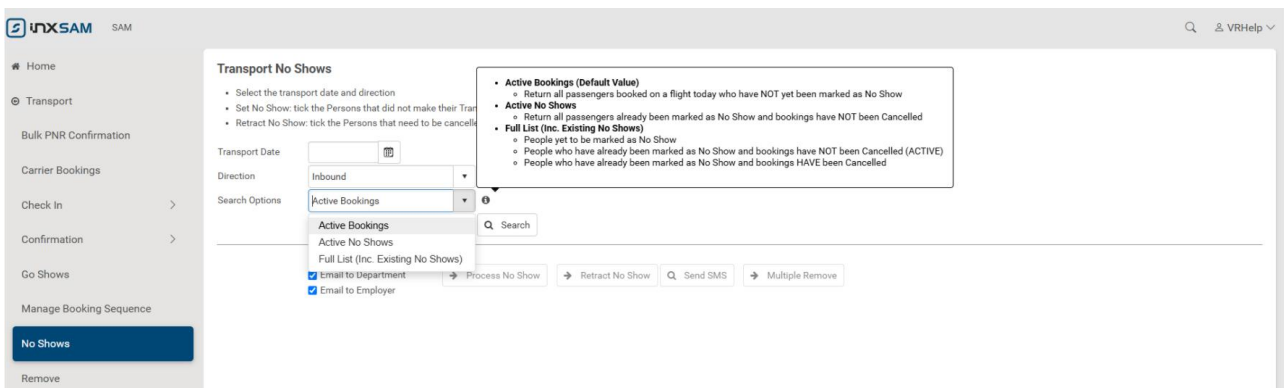 inxSAM SAM VRHelp
Home
Transport
Bulk PNR Confirmation
Carrier Bookings
Check In
Confirmation
Go Shows
Manage Booking Sequence
No Shows
Remove
Transport No Shows
• Select the transport date and direction
• Set No Show: tick the Persons that did not make their Tran
• Retract No Show: tick the Persons that need to be cancelle
• Active Bookings (Default Value)
Return all passengers booked on a flight today who have NOT yet been marked as No Show
• Active No Shows
Return all passengers already been marked as No Show and bookings have NOT been Cancelled
• Full List (Inc. Existing No Shows)
People yet to be marked as No Show
People who have already been marked as No Show and bookings have NOT been Cancelled (ACTIVE)
People who have already been marked as No Show and bookings HAVE been Cancelled
Transport Date
Direction Inbound
Search Options Active Bookings
Active Bookings
Active No Shows
Full List (Inc. Existing No Shows)
Search
Email to Department
Email to Employer
Process No Show Retract No Show Send SMS Multiple Remove